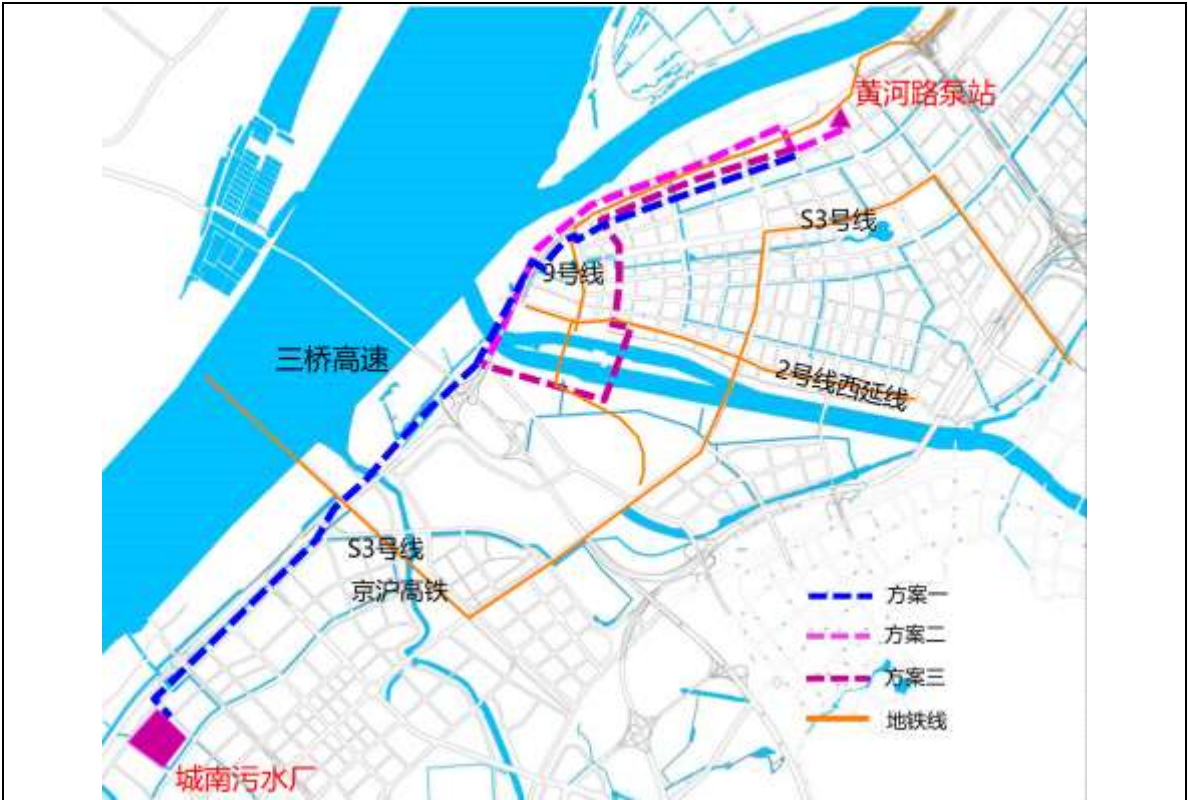 黄河路泵站
S3号线
9号线
三桥高速
2号线西延线
S3号线
京沪高铁
方案一
方案二
方案三
地铁线
城南污水厂